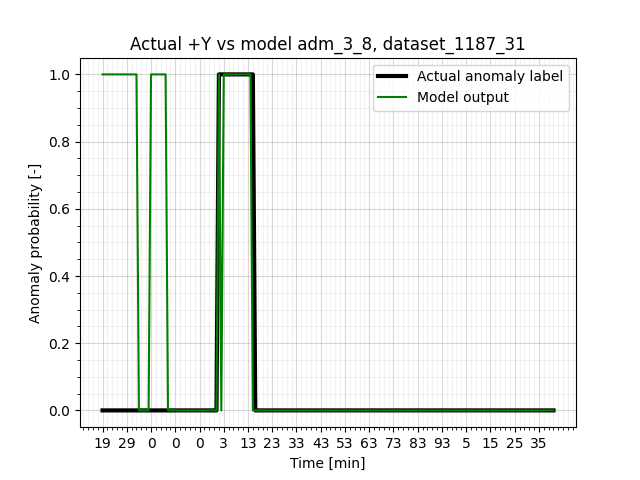 Actual +Y vs model adm_3_8, dataset_1187_31
Actual anomaly label
Model output
Anomaly probability [-]
1.0
0.8
0.6
0.4
0.2
0.0
19 29 0 0 0 3 13 23 33 43 53 63 73 83 93 5 15 25 35
Time [min]